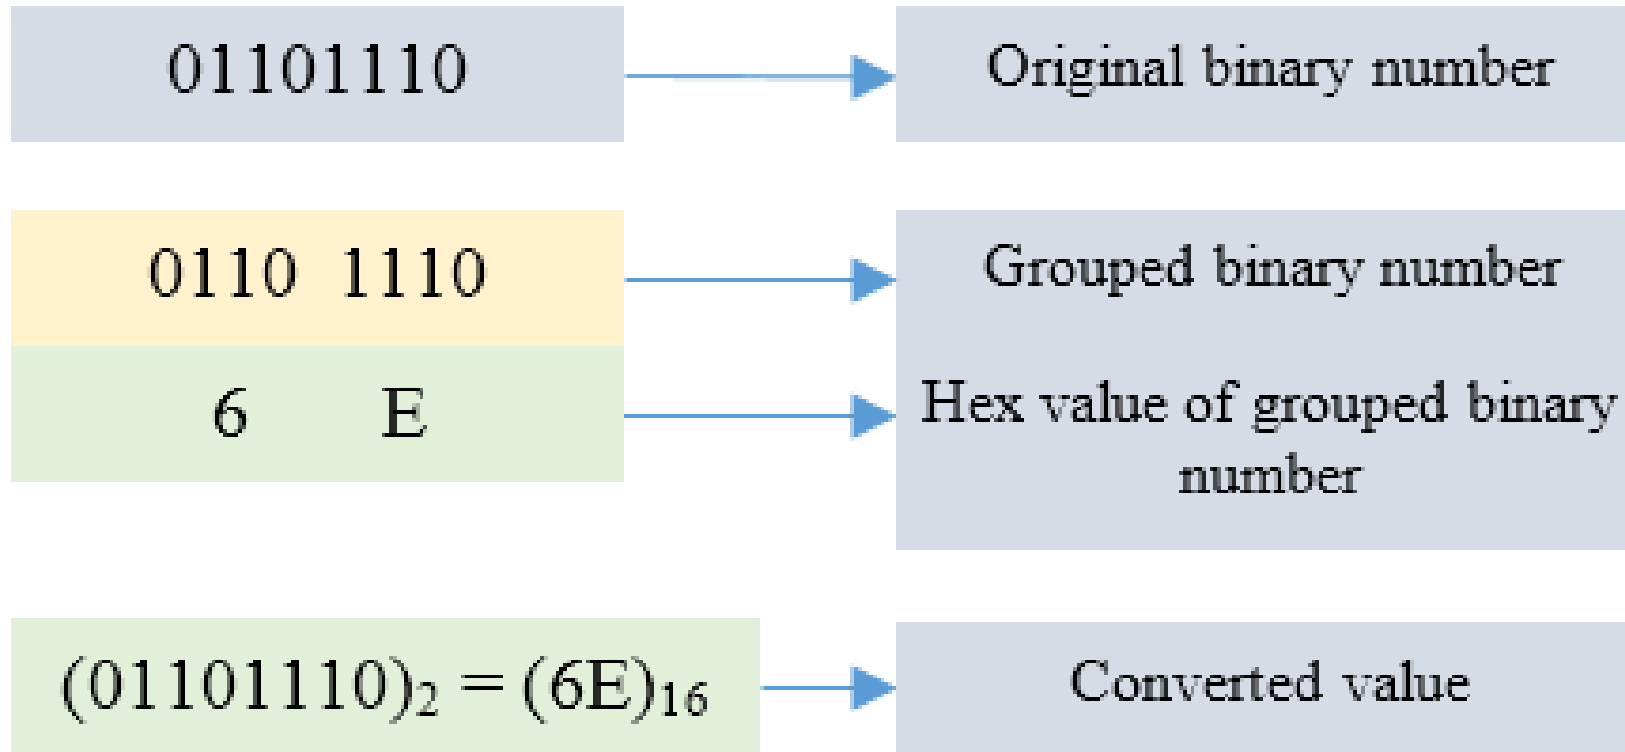 01101110
Original binary number
0110 1110
Grouped binary number
6 E
Hex value of grouped binary
number
(01101110)₂ = (6E)₁₆
Converted value